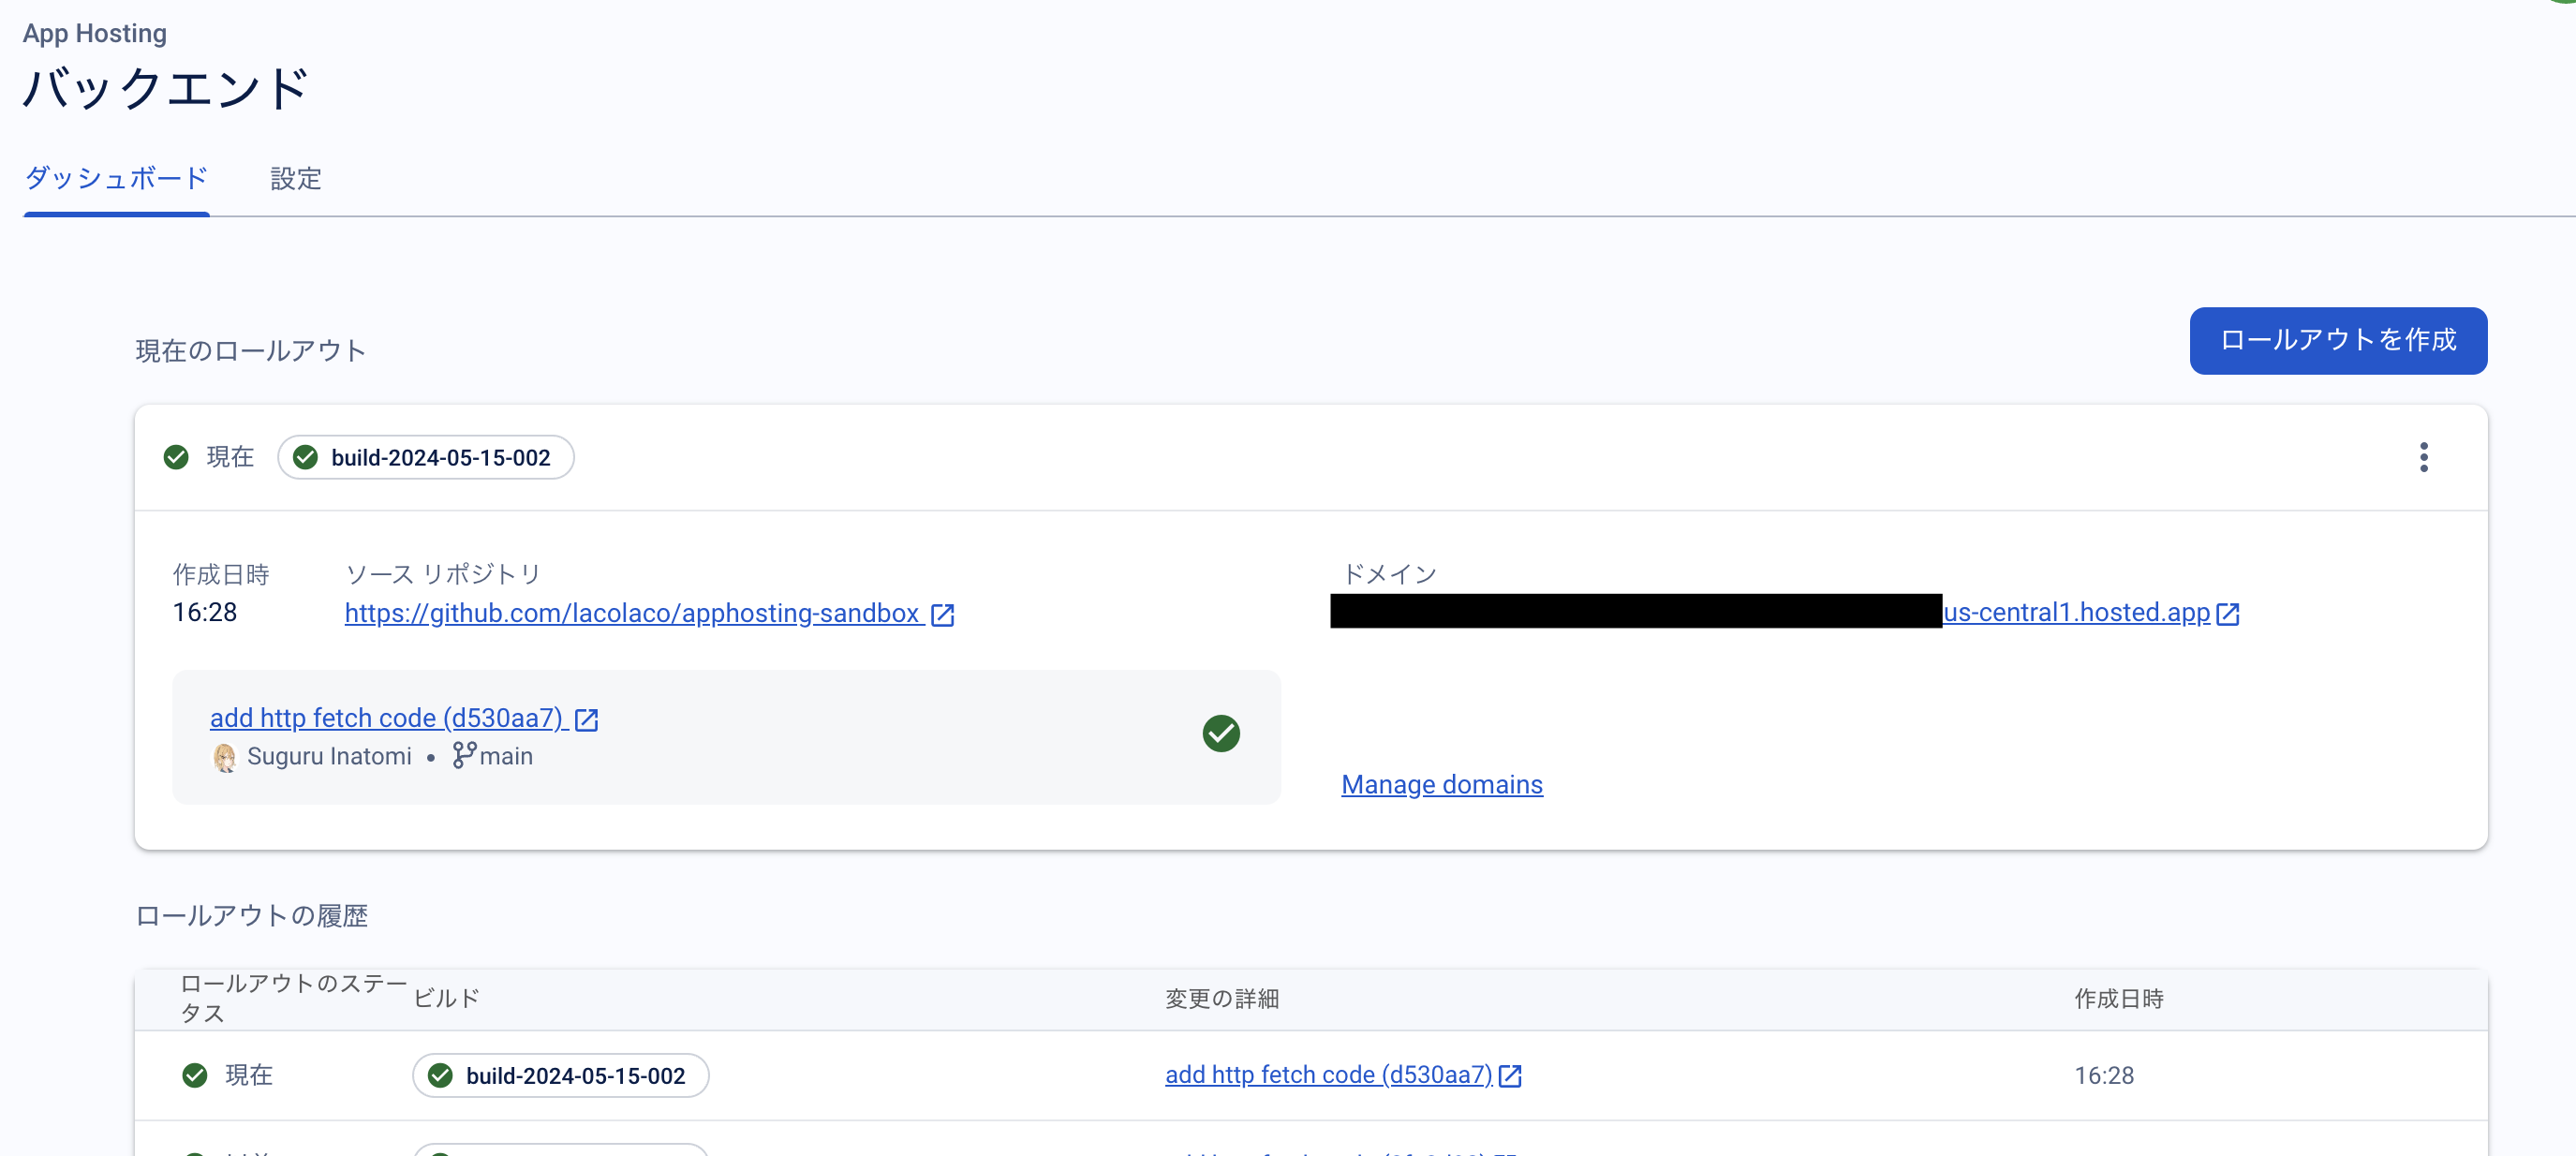 App Hosting
バックエンド
ダッシュボード 設定
現在のロールアウト ロールアウトを作成
現在 build-2024-05-15-002
作成日時 ソース リポジトリ ドメイン
16:28 https://github.com/lacolaco/apphosting-sandbox us-central1.hosted.app
add http fetch code (d530aa7)
Suguru Inatomi • main
Manage domains
ロールアウトの履歴
ロールアウトのステー
タス ビルド 変更の詳細 作成日時
現在 build-2024-05-15-002 add http fetch code (d530aa7) 16:28